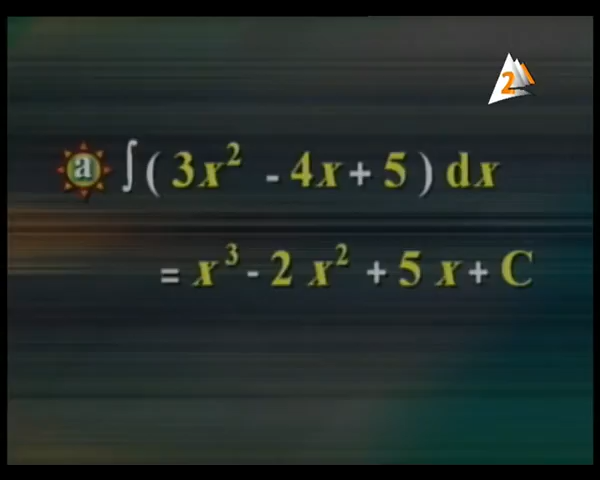 2
a ∫ ( 3x² - 4x + 5 ) dx
= x³ - 2 x² + 5 x + C